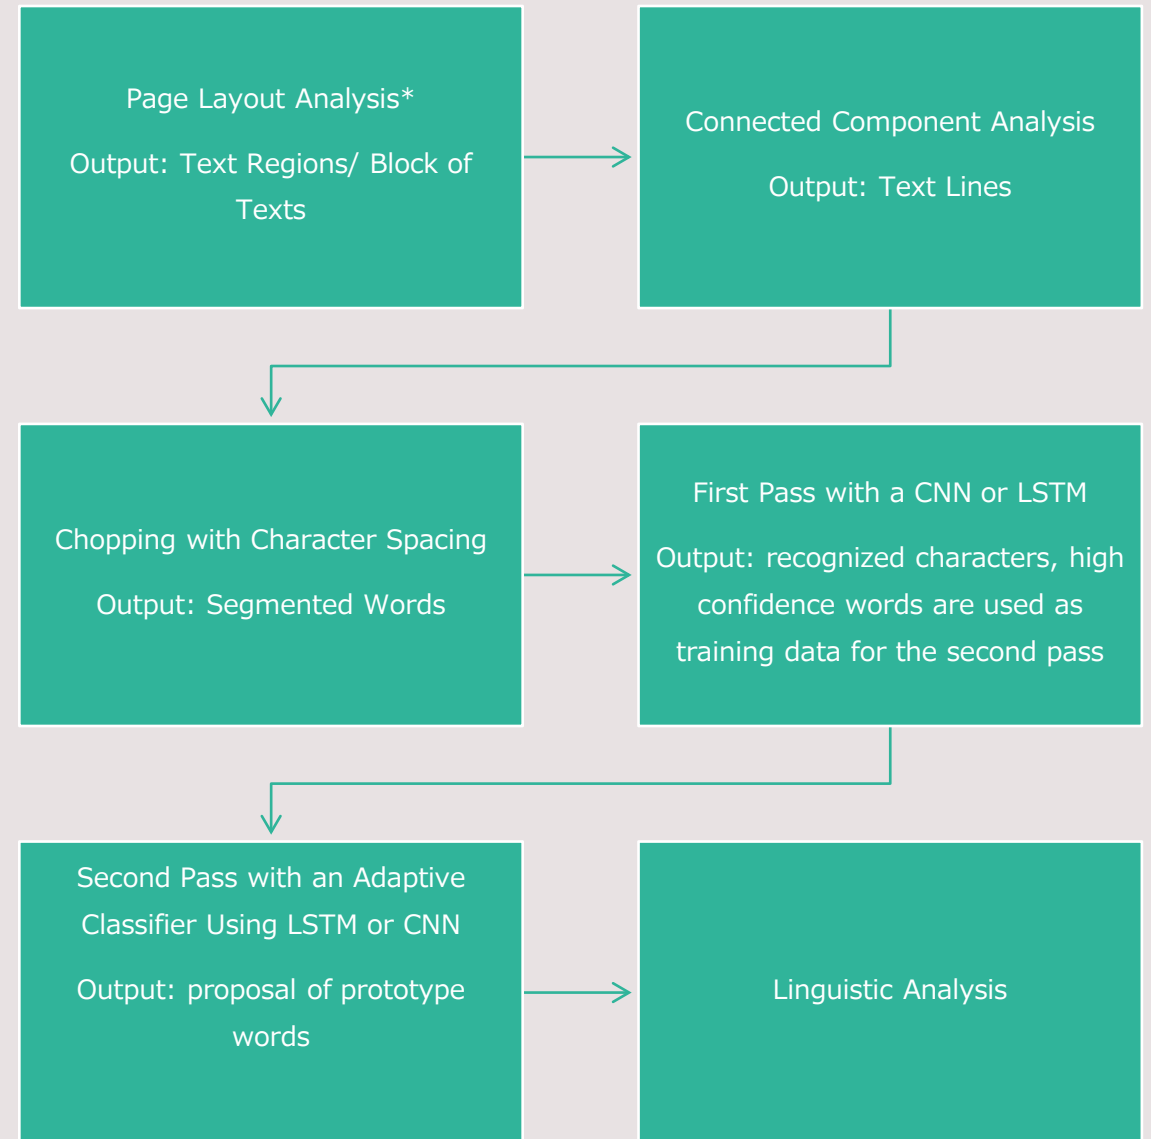 Page Layout Analysis*
Output: Text Regions/ Block of
Texts
Connected Component Analysis
Output: Text Lines
Chopping with Character Spacing
Output: Segmented Words
First Pass with a CNN or LSTM
Output: recognized characters, high
confidence words are used as
training data for the second pass
Second Pass with an Adaptive
Classifier Using LSTM or CNN
Output: proposal of prototype
words
Linguistic Analysis